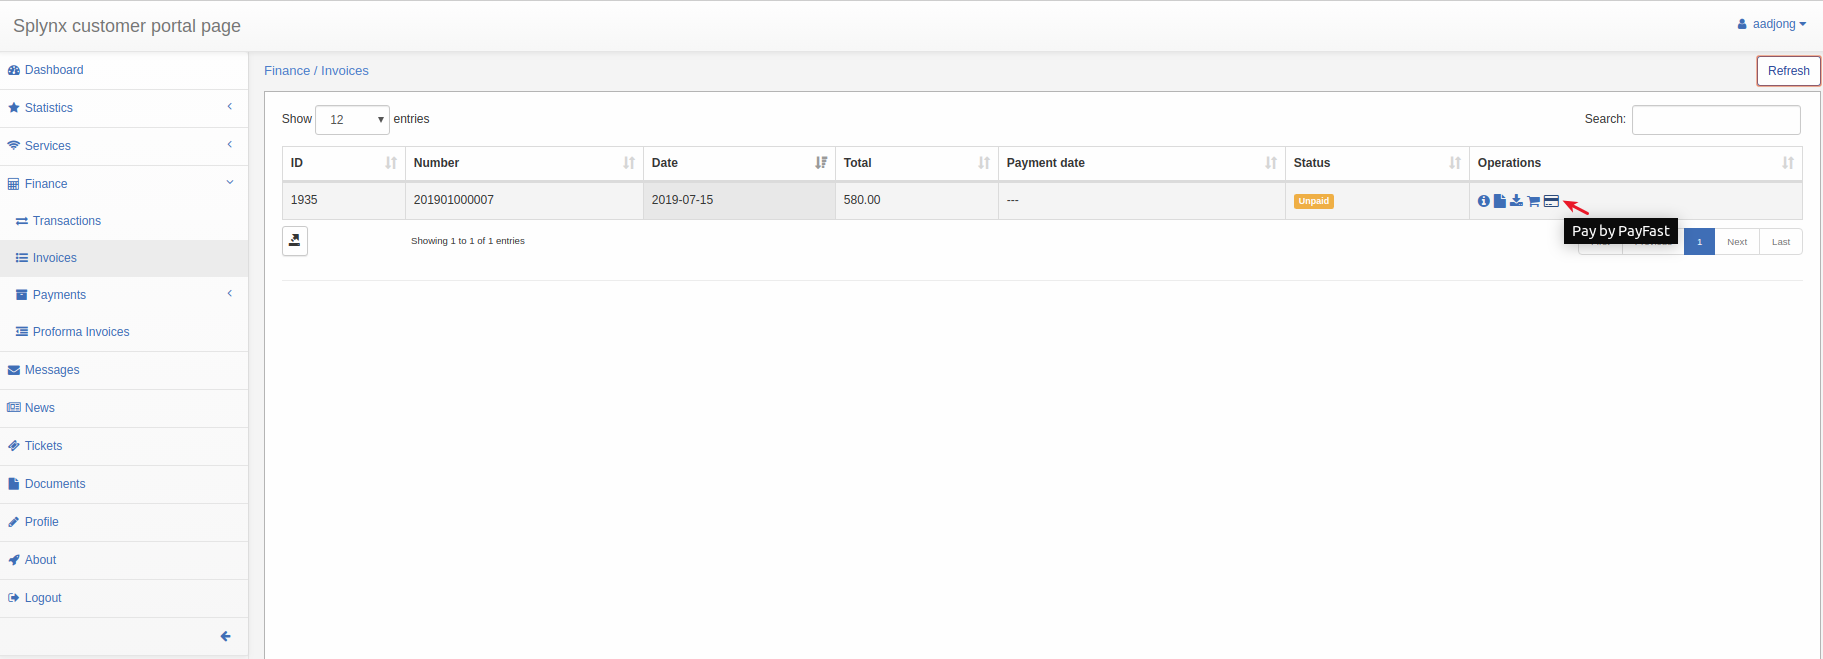 Splynx customer portal page
aadjong
Dashboard
Statistics
Services
Finance
Transactions
Invoices
Payments
Proforma Invoices
Messages
News
Tickets
Documents
Profile
About
Logout
Finance / Invoices
Refresh
Show 12 entries
Search:
ID Number Date Total Payment date Status Operations
1935 201901000007 2019-07-15 580.00 --- Unpaid
Pay by PayFast
Showing 1 to 1 of 1 entries
1 Next Last